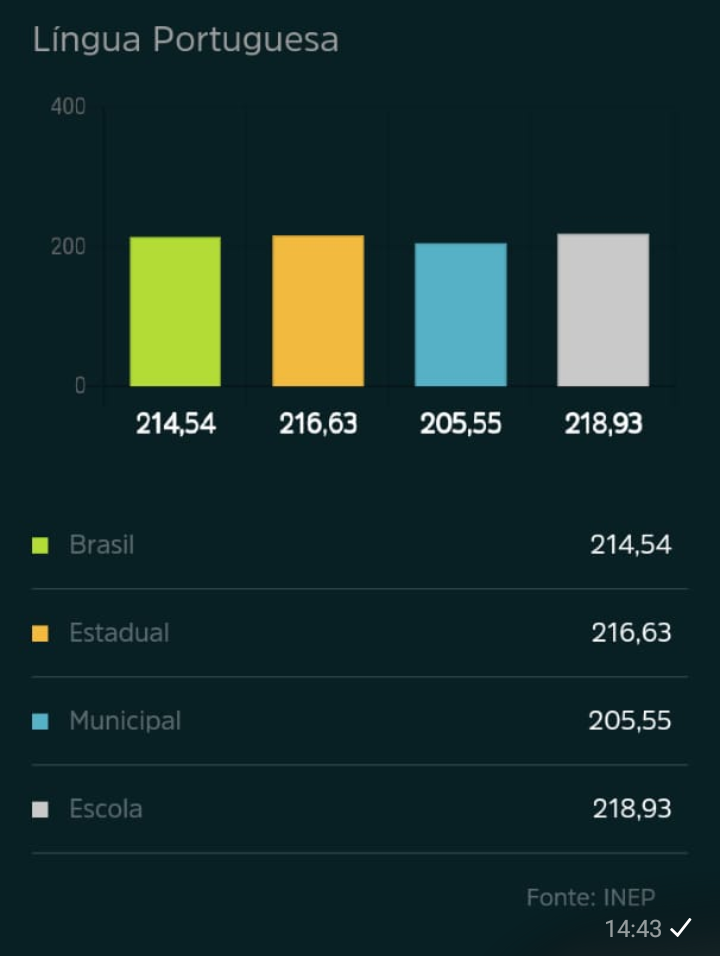 Língua Portuguesa
400
200
0
214,54 216,63 205,55 218,93
Brasil 214,54
Estadual 216,63
Municipal 205,55
Escola 218,93
Fonte: INEP
14:43